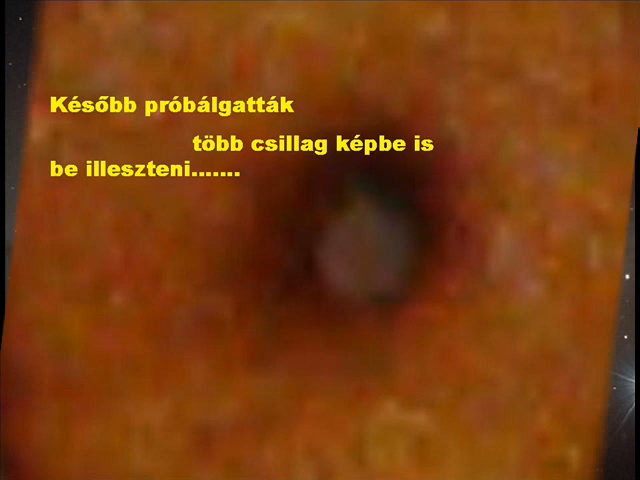 Később próbálgatták
több csillag képbe is
be illeszteni.......